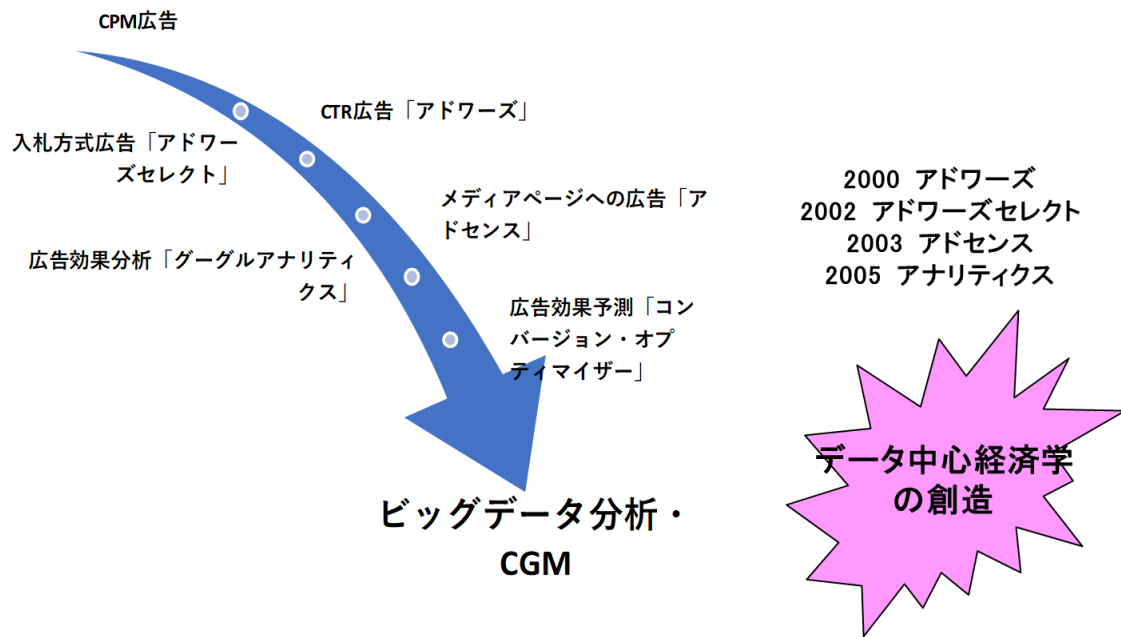 CPM広告
CTR広告「アドワーズ」
入札方式広告「アドワー
ズセレクト」
メディアページへの広告「ア
ドセンス」
広告効果分析「グーグルアナリティ
クス」
広告効果予測「コン
バージョン・オプ
ティマイザー」
ビッグデータ分析・
CGM
2000 アドワーズ
2002 アドワーズセレクト
2003 アドセンス
2005 アナリティクス
データ中心経済学
の創造